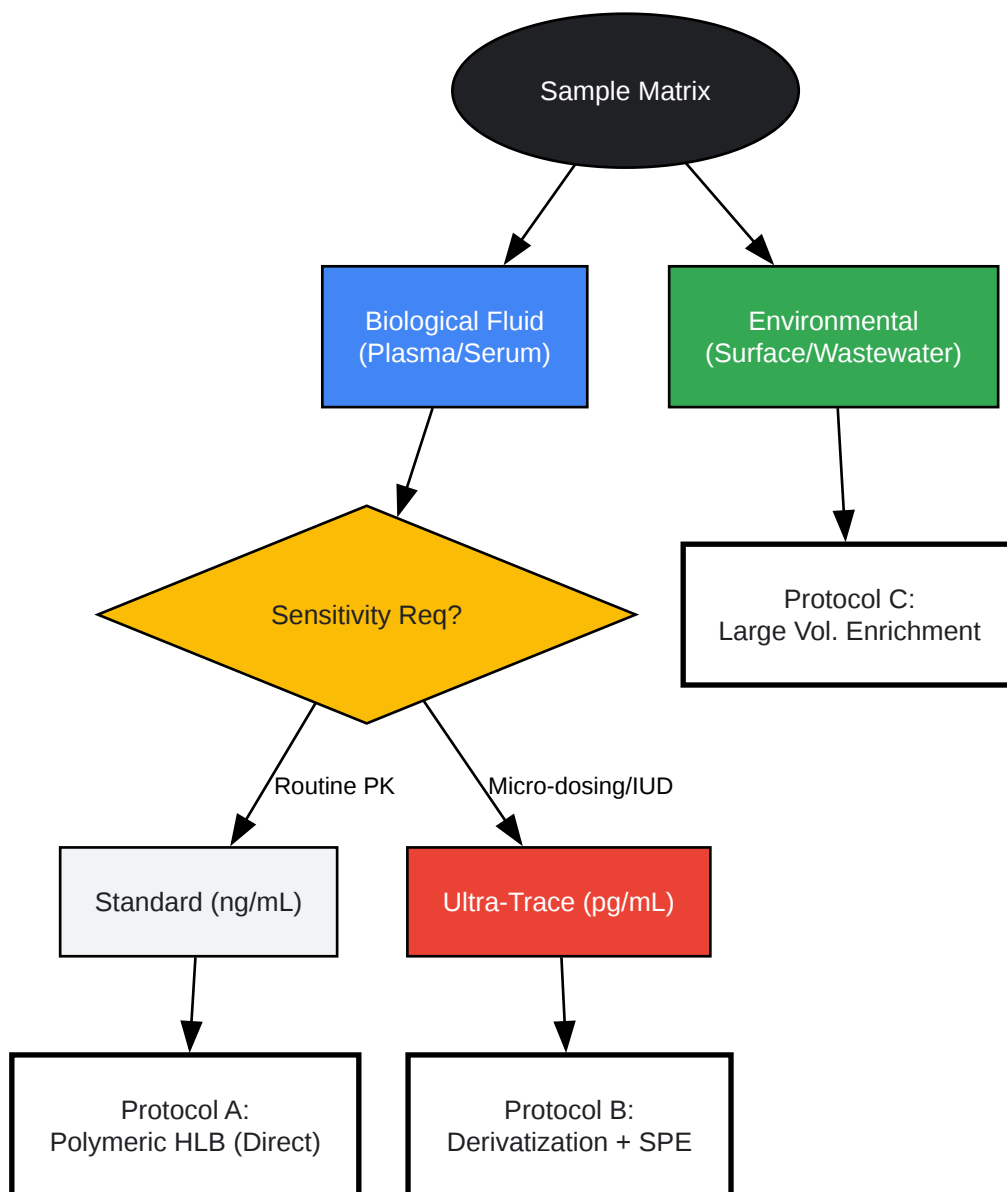 Sample Matrix
Biological Fluid
(Plasma/Serum)
Environmental
(Surface/Wastewater)
Sensitivity Req?
Protocol C:
Large Vol. Enrichment
Routine PK
Micro-dosing/IUD
Standard (ng/mL)
Ultra-Trace (pg/mL)
Protocol A:
Polymeric HLB (Direct)
Protocol B:
Derivatization + SPE